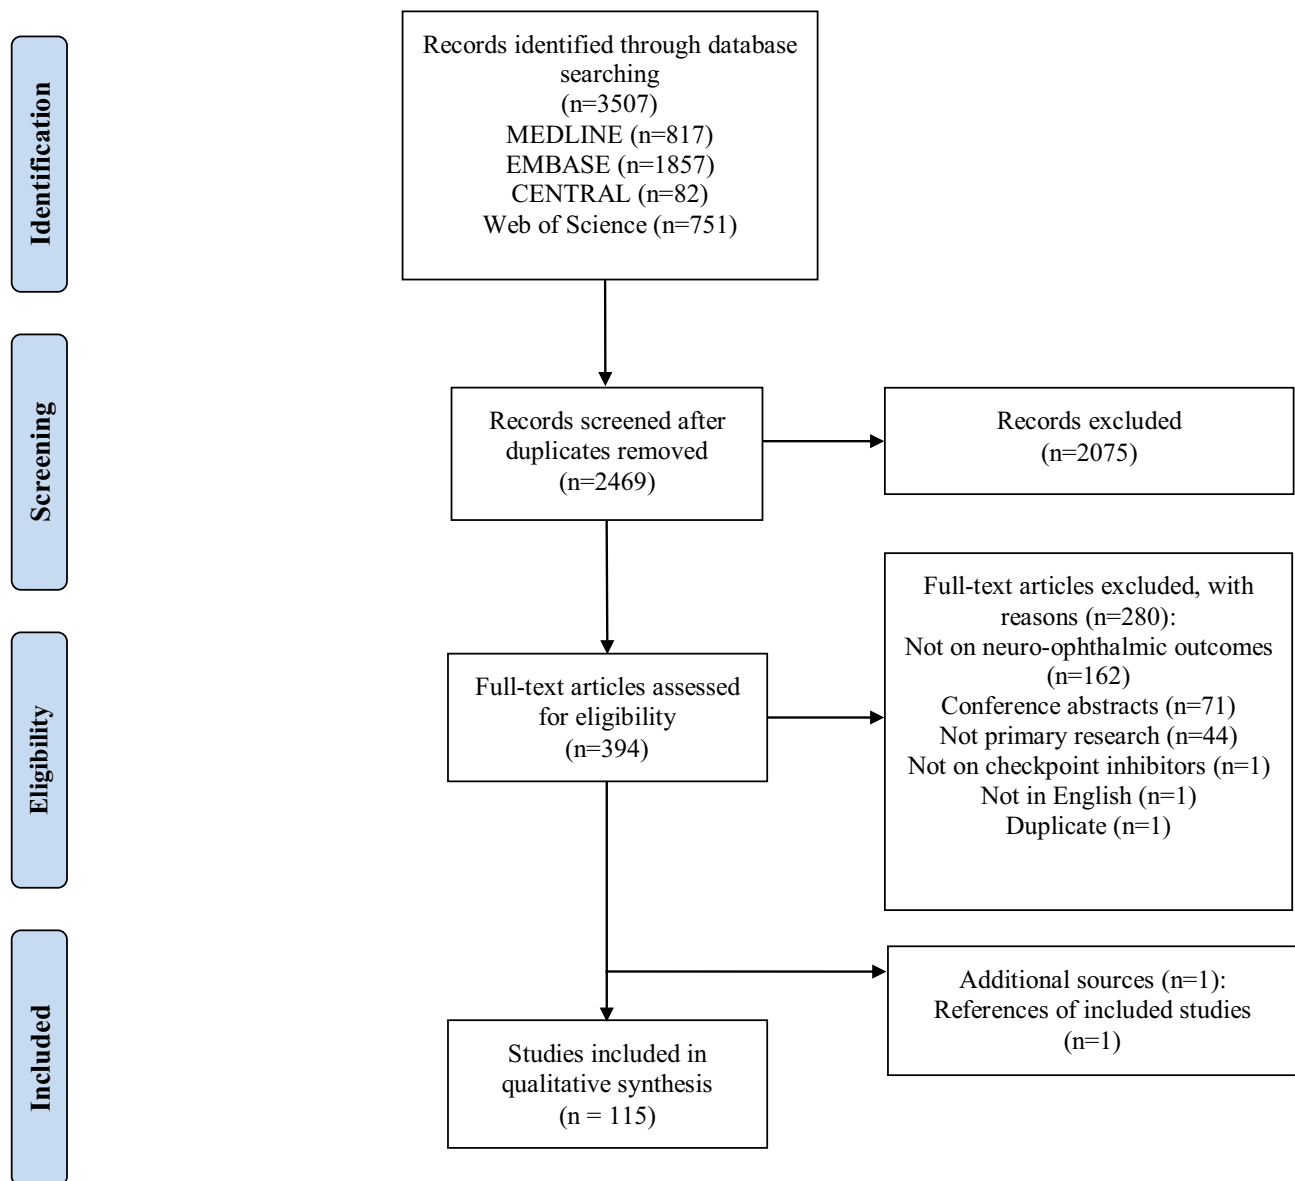 Identification
Records identified through database
searching
(n=3507)
MEDLINE (n=817)
EMBASE (n=1857)
CENTRAL (n=82)
Web of Science (n=751)
Screening
Records screened after
duplicates removed
(n=2469)
Records excluded
(n=2075)
Eligibility
Full-text articles assessed
for eligibility
(n=394)
Full-text articles excluded, with
reasons (n=280):
Not on neuro-ophthalmic outcomes
(n=162)
Conference abstracts (n=71)
Not primary research (n=44)
Not on checkpoint inhibitors (n=1)
Not in English (n=1)
Duplicate (n=1)
Included
Additional sources (n=1):
References of included studies
(n=1)
Studies included in
qualitative synthesis
(n = 115)